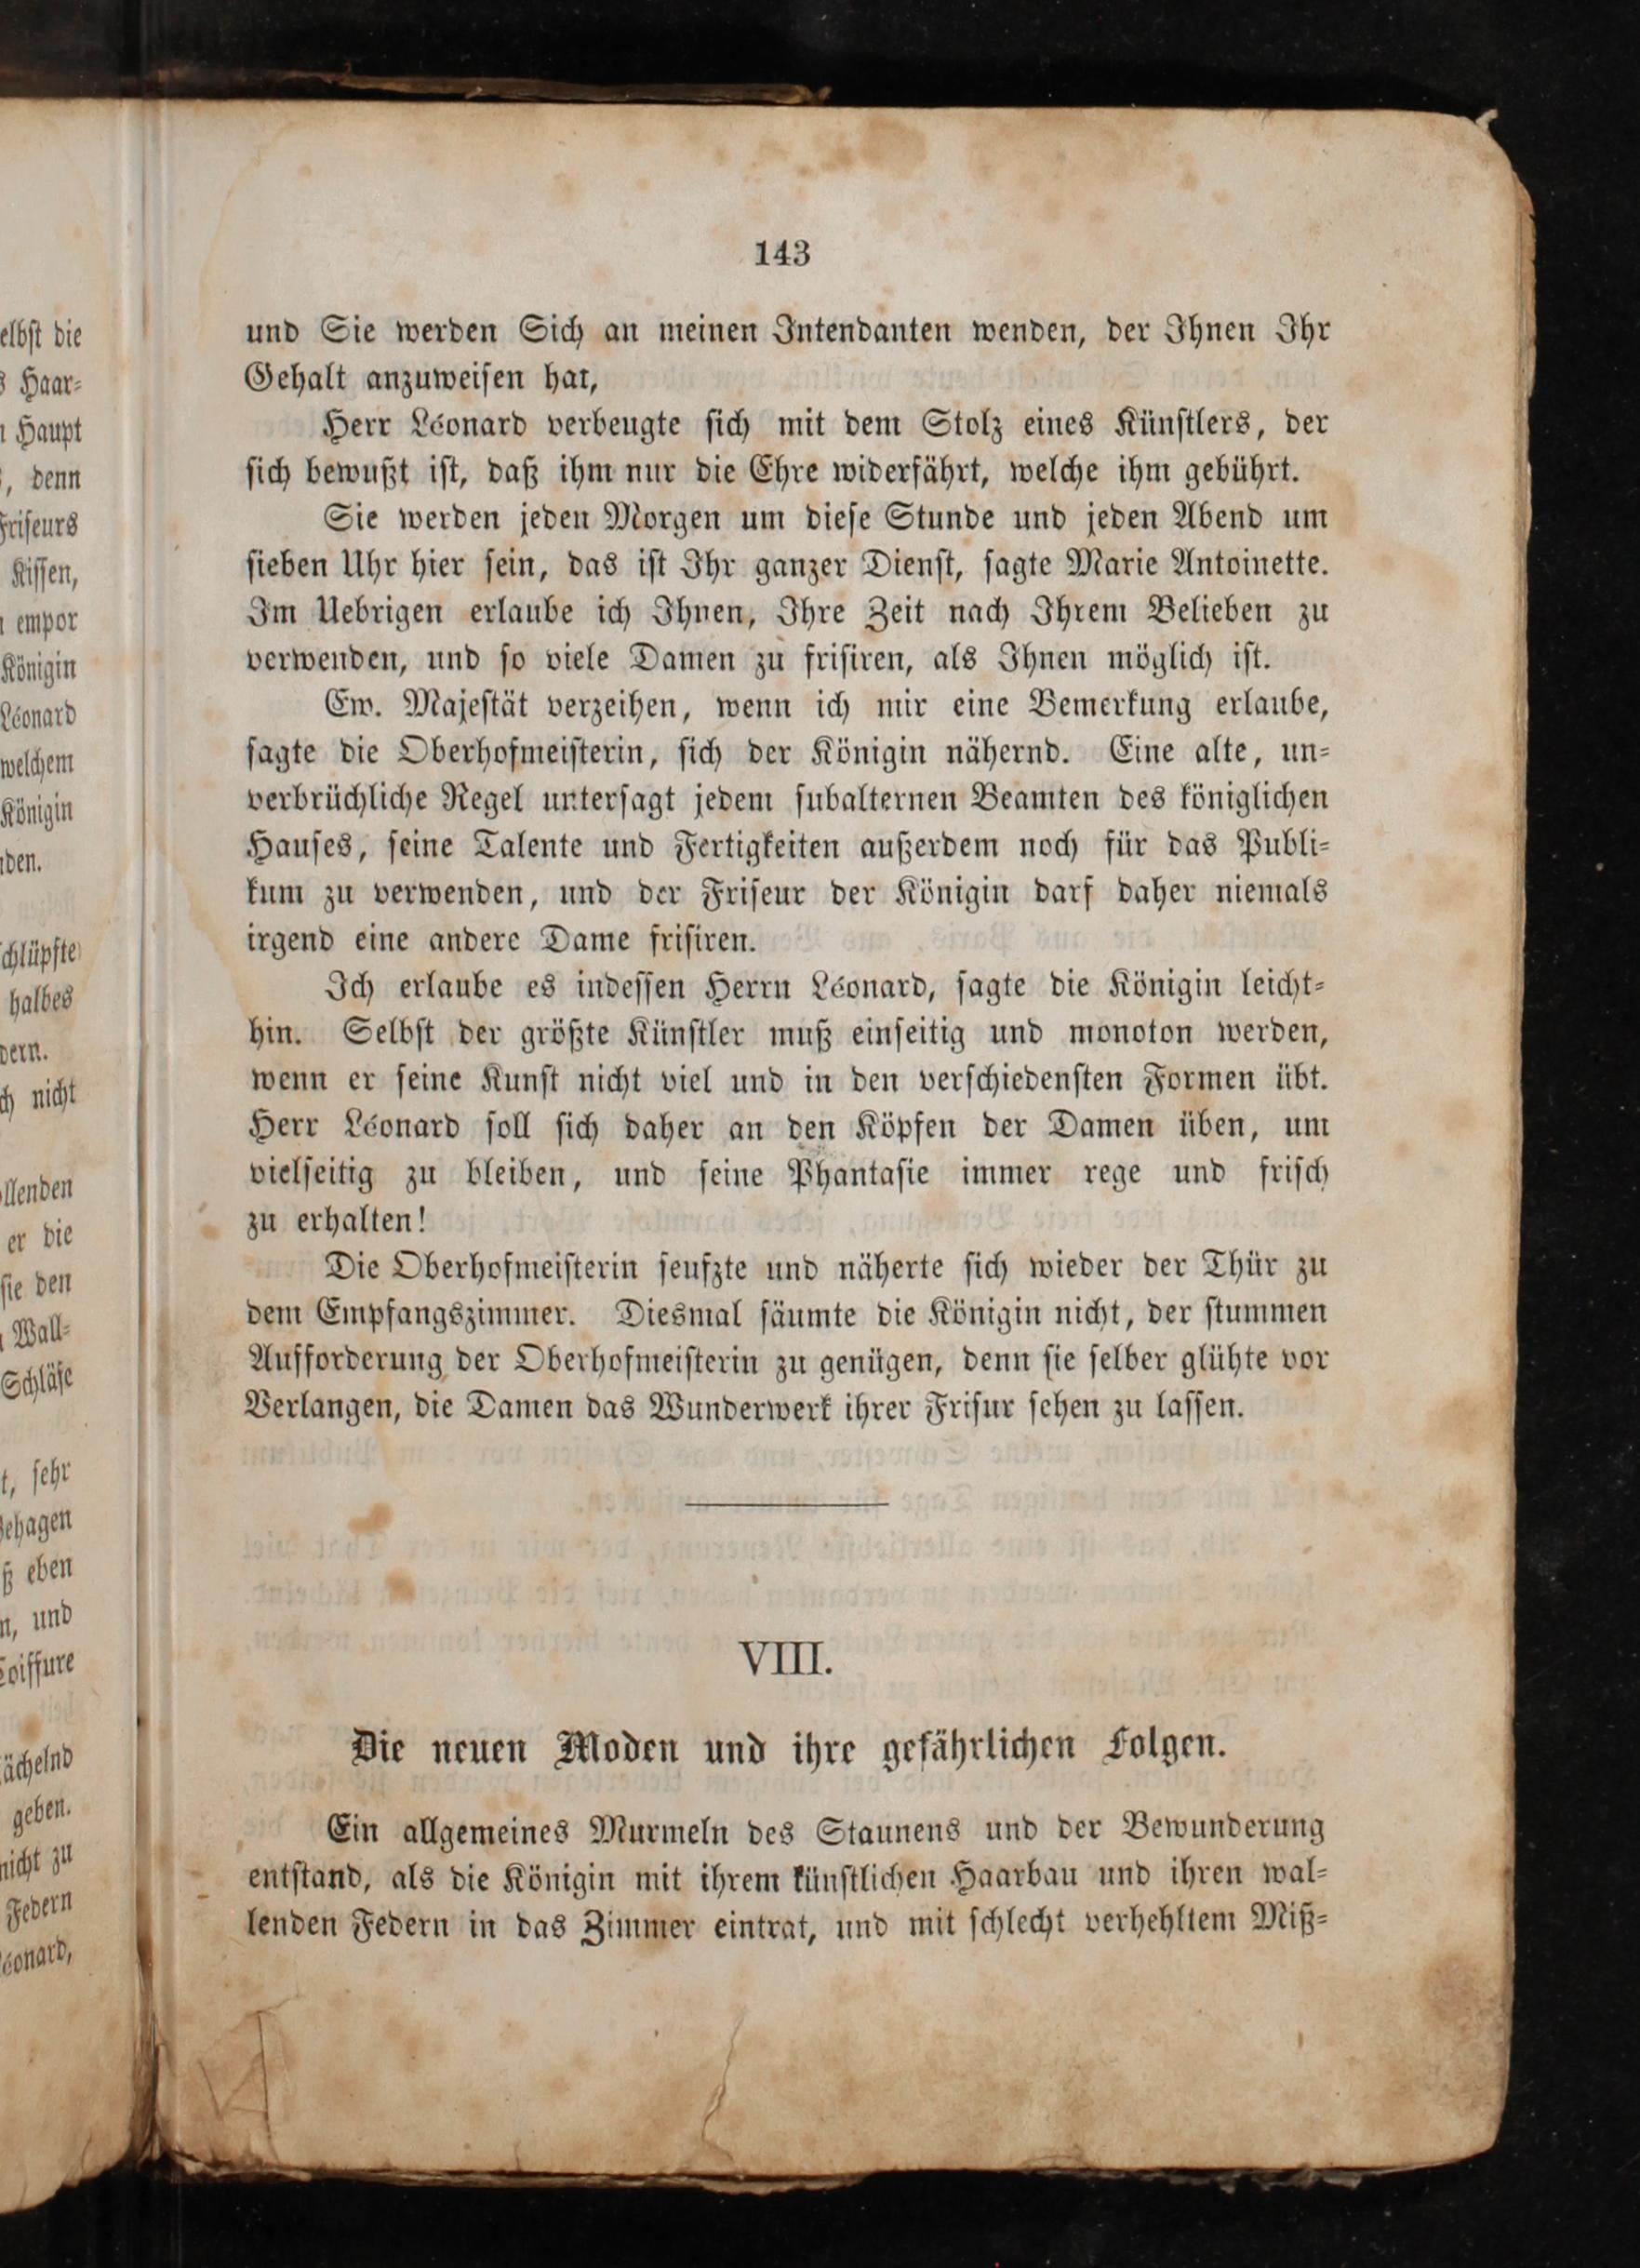 143
und Sie werden Sich an meinen Intendanten wenden, der Ihnen Ihr
Gehalt anzuweisen hat,
Herr Léonard verbeugte sich mit dem Stolz eines Künstlers, der
sich bewußt ist, daß ihm nur die Ehre widerfährt, welche ihm gebührt.
Sie werden jeden Morgen um diese Stunde und jeden Abend um
sieben Uhr hier sein, das ist Ihr ganzer Dienst, sagte Marie Antoinette.
Im Uebrigen erlaube ich Ihnen, Ihre Zeit nach Ihrem Belieben zu
verwenden, und so viele Damen zu frisiren, als Ihnen möglich ist.
Ew. Majestät verzeihen, wenn ich mir eine Bemerkung erlaube,
sagte die Oberhofmeisterin, sich der Königin nähernd. Eine alte, un-
verbrüchliche Regel untersagt jedem subalternen Beamten des königlichen
Hauses, seine Talente und Fertigkeiten außerdem noch für das Publi-
kum zu verwenden, und der Friseur der Königin darf daher niemals
irgend eine andere Dame frisiren.
Ich erlaube es indessen Herrn Léonard, sagte die Königin leicht-
hin. Selbst der größte Künstler muß einseitig und monoton werden,
wenn er seine Kunst nicht viel und in den verschiedensten Formen übt.
Herr Léonard soll sich daher an den Köpfen der Damen üben, um
vielseitig zu bleiben, und seine Phantasie immer rege und frisch
zu erhalten!
Die Oberhofmeisterin seufzte und näherte sich wieder der Thür zu
dem Empfangszimmer. Diesmal säumte die Königin nicht, der stummen
Aufforderung der Oberhofmeisterin zu genügen, denn sie selber glühte vor
Verlangen, die Damen das Wunderwerk ihrer Frisur sehen zu lassen.
VIII.
Die neuen Moden und ihre gefährlichen Folgen.
Ein allgemeines Murmeln des Staunens und der Bewunderung
entstand, als die Königin mit ihrem künstlichen Haarbau und ihren wal-
lenden Federn in das Zimmer eintrat, und mit schlecht verhehltem Miß-